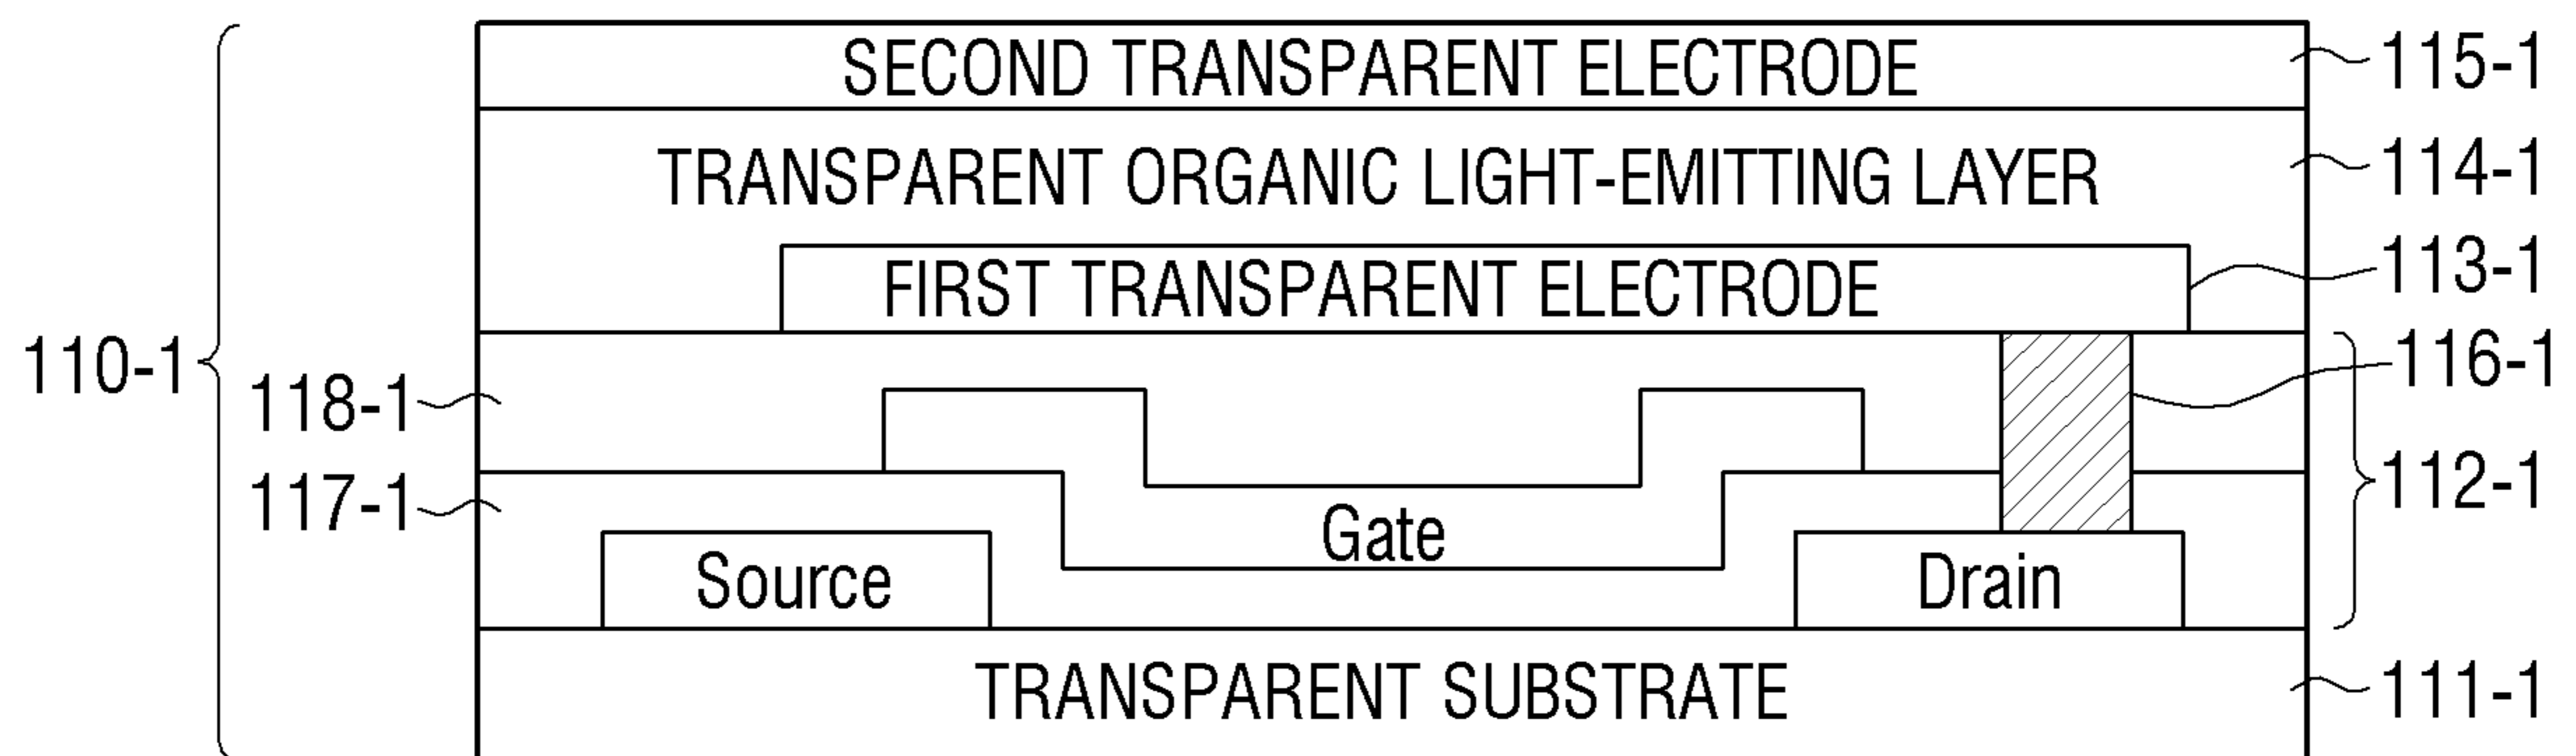 SECOND TRANSPARENT ELECTRODE
115-1
TRANSPARENT ORGANIC LIGHT-EMITTING LAYER
114-1
FIRST TRANSPARENT ELECTRODE
113-1
110-1
116-1
118-1
117-1
112-1
Gate
Source
Drain
TRANSPARENT SUBSTRATE
111-1